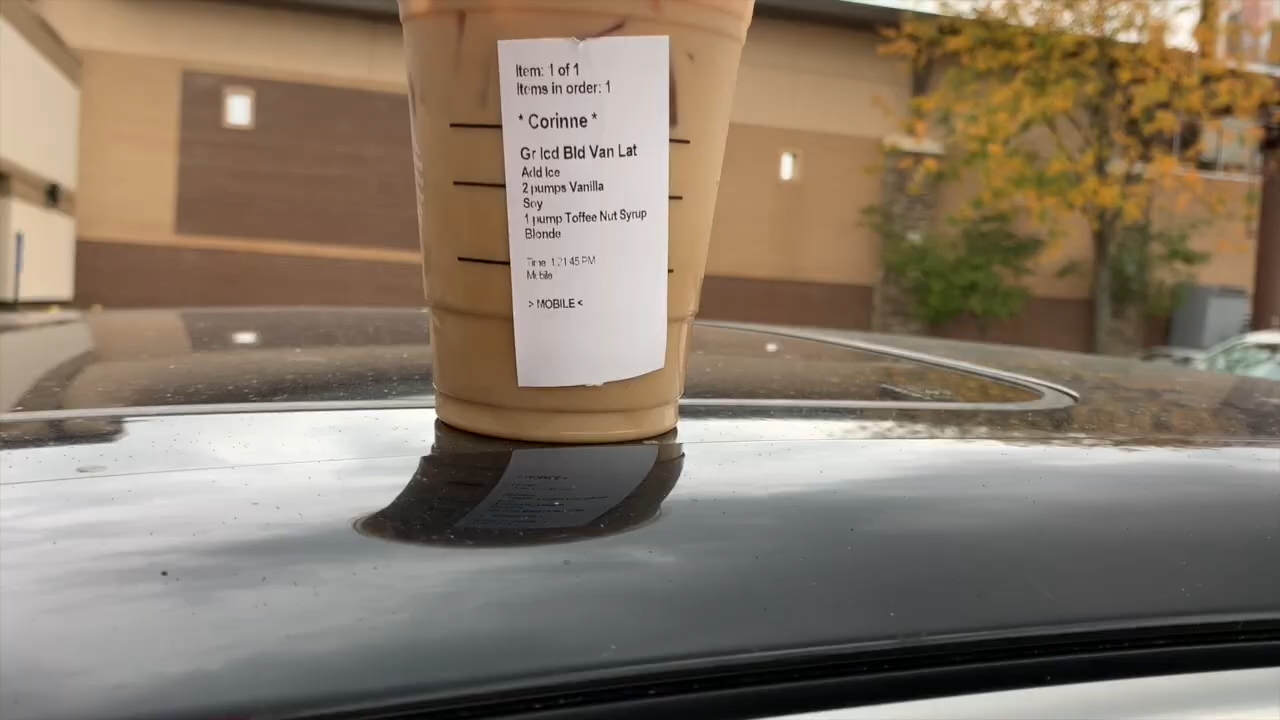 Item: 1 of 1
Items in order: 1
* Corinne *
Gr Icd Bld Van Lat
Add Ice
2 pumps Vanilla
Soy
1 pump Toffee Nut Syrup
Blonde
Time: 1:21:45 PM
Mobile
> MOBILE <